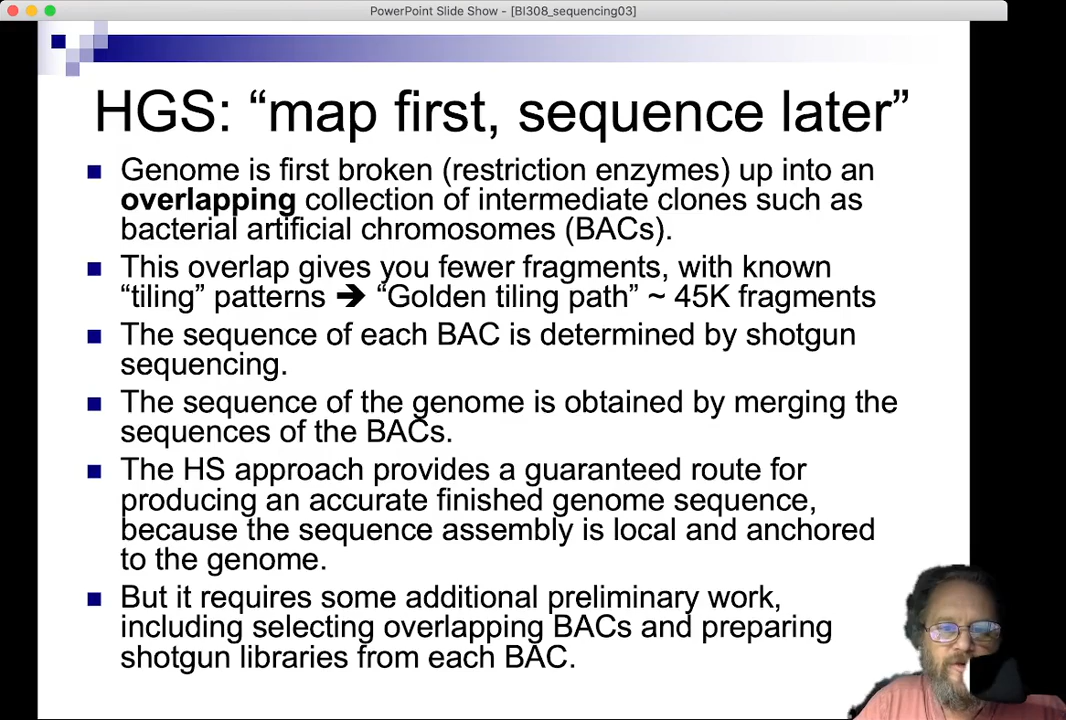 PowerPoint Slide Show - [BI308_sequencing03]
HGS: “map first, sequence later”
Genome is first broken (restriction enzymes) up into an
overlapping collection of intermediate clones such as
bacterial artificial chromosomes (BACs).
This overlap gives you fewer fragments, with known
“tiling” patterns ➔ “Golden tiling path” ~ 45K fragments
The sequence of each BAC is determined by shotgun
sequencing.
The sequence of the genome is obtained by merging the
sequences of the BACs.
The HS approach provides a guaranteed route for
producing an accurate finished genome sequence,
because the sequence assembly is local and anchored
to the genome.
But it requires some additional preliminary work,
including selecting overlapping BACs and preparing
shotgun libraries from each BAC.